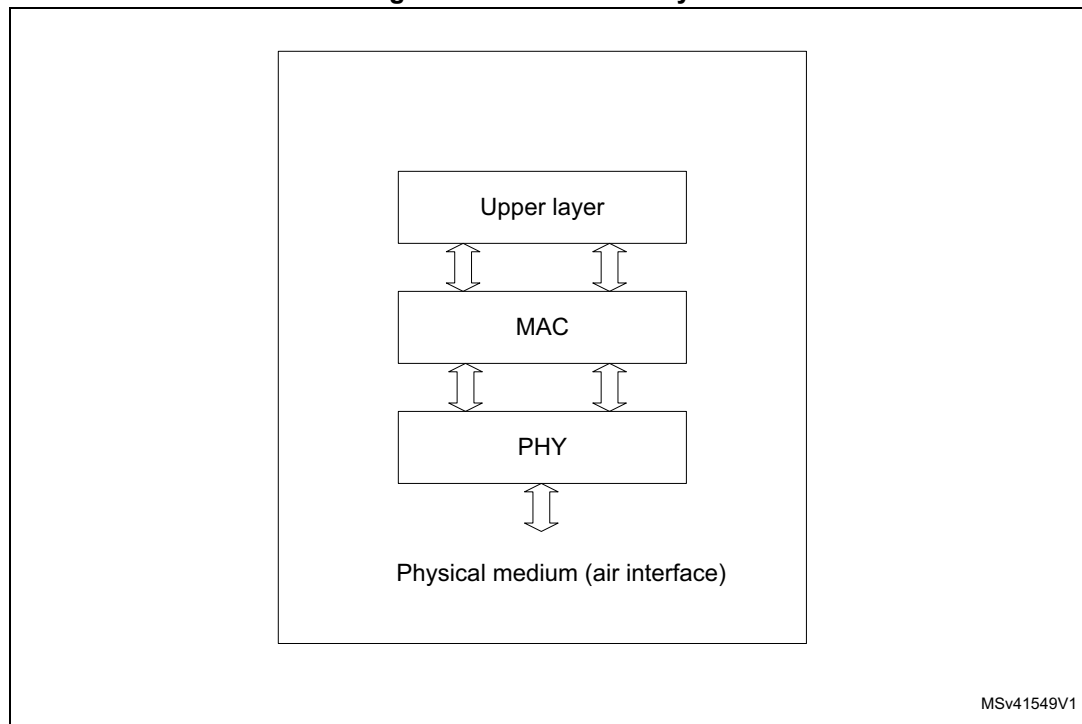 Upper layer
MAC
PHY
Physical medium (air interface)
MSv41549V1